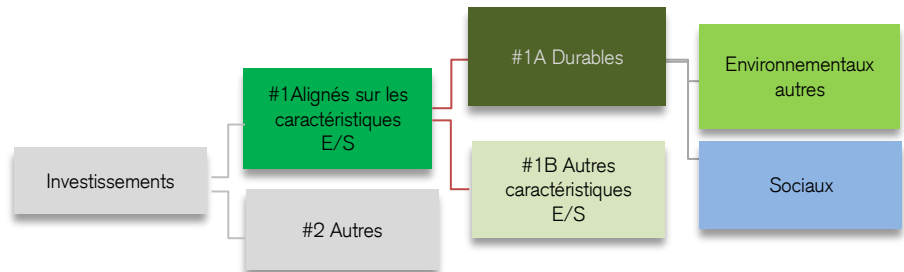 Investissements
#1Alignés sur les
caractéristiques
E/S
#2 Autres
#1A Durables
#1B Autres
caractéristiques
E/S
Environnementaux
autres
Sociaux